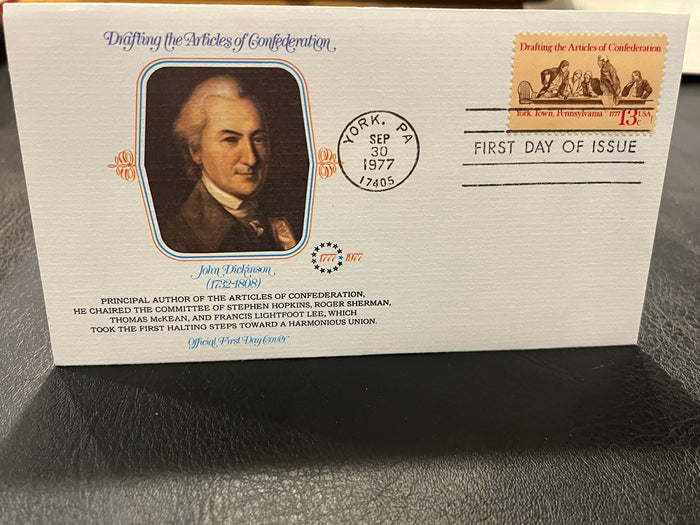 Drafting the Articles of Confederation
Drafting the Articles of Confederation
York Town, Pennsylvania 1777 13c USA
YORK, PA
SEP
30
1977
17405
FIRST DAY OF ISSUE
1777 1977
John Dickinson
(1732-1808)
PRINCIPAL AUTHOR OF THE ARTICLES OF CONFEDERATION,
HE CHAIRED THE COMMITTEE OF STEPHEN HOPKINS, ROGER SHERMAN,
THOMAS McKEAN, AND FRANCIS LIGHTFOOT LEE, WHICH
TOOK THE FIRST HALTING STEPS TOWARD A HARMONIOUS UNION.
Official First Day Cover